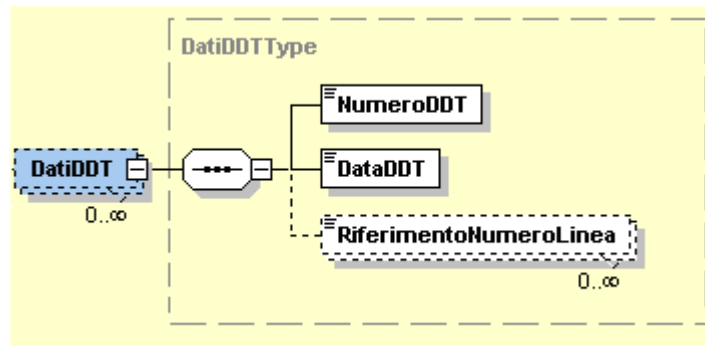 DatiDDTType
NumeroDDT
DatiDDT
DataDDT
0..∞
RiferimentoNumeroLinea
0..∞